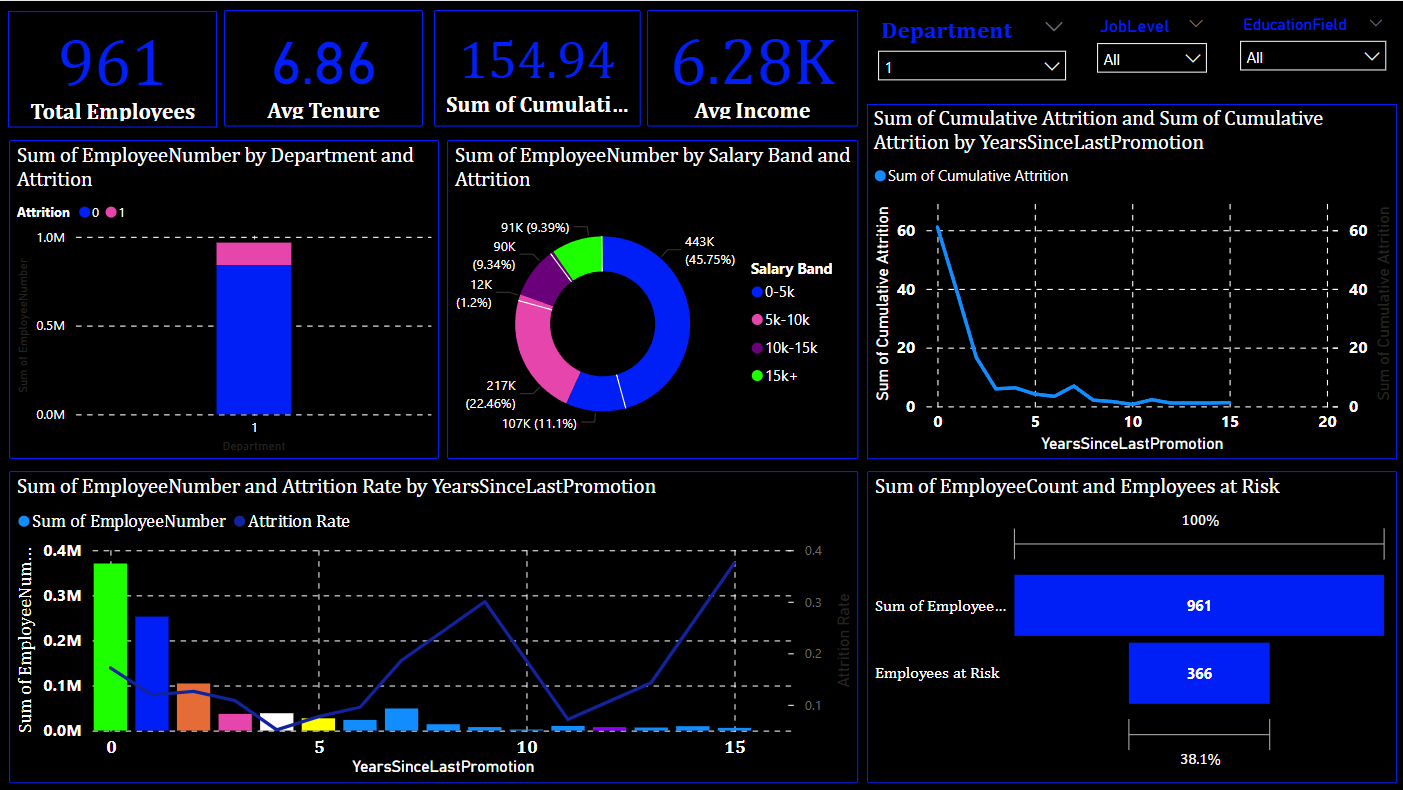 961
Total Employees
6.86
Avg Tenure
154.94
Sum of Cumulati...
6.28K
Avg Income
Department
1
JobLevel
All
EducationField
All
Sum of EmployeeNumber by Department and
Attrition
Attrition 0 1
1.0M
0.5M
0.0M
Sum of EmployeeNumber
1
Department
Sum of EmployeeNumber by Salary Band and
Attrition
443K
(45.75%)
107K (11.1%)
217K
(22.46%)
12K
(1.2%)
90K
(9.34%)
91K (9.39%)
Salary Band
0-5k
5k-10k
10k-15k
15k+
Sum of Cumulative Attrition and Sum of Cumulative
Attrition by YearsSinceLastPromotion
Sum of Cumulative Attrition
Sum of Cumulative Attrition
60
40
20
0
60
40
20
0
Sum of Cumulative Attrition
0 5 10 15 20
YearsSinceLastPromotion
Sum of EmployeeNumber and Attrition Rate by YearsSinceLastPromotion
Sum of EmployeeNumber Attrition Rate
Sum of EmployeeNum...
0.4M
0.3M
0.2M
0.1M
0.0M
0.4
0.3
0.2
0.1
Attrition Rate
0 5 10 15
YearsSinceLastPromotion
Sum of EmployeeCount and Employees at Risk
100%
Sum of Employee... 961
Employees at Risk 366
38.1%